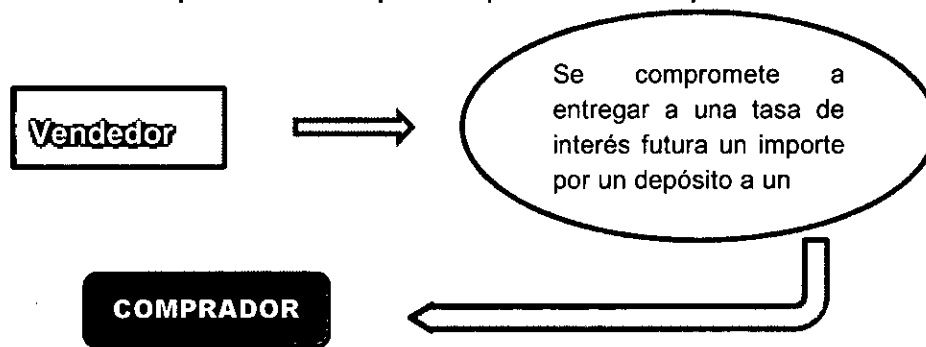 Vendedor
Se compromete a
entregar a una tasa de
interés futura un importe
por un depósito a un
COMPRADOR